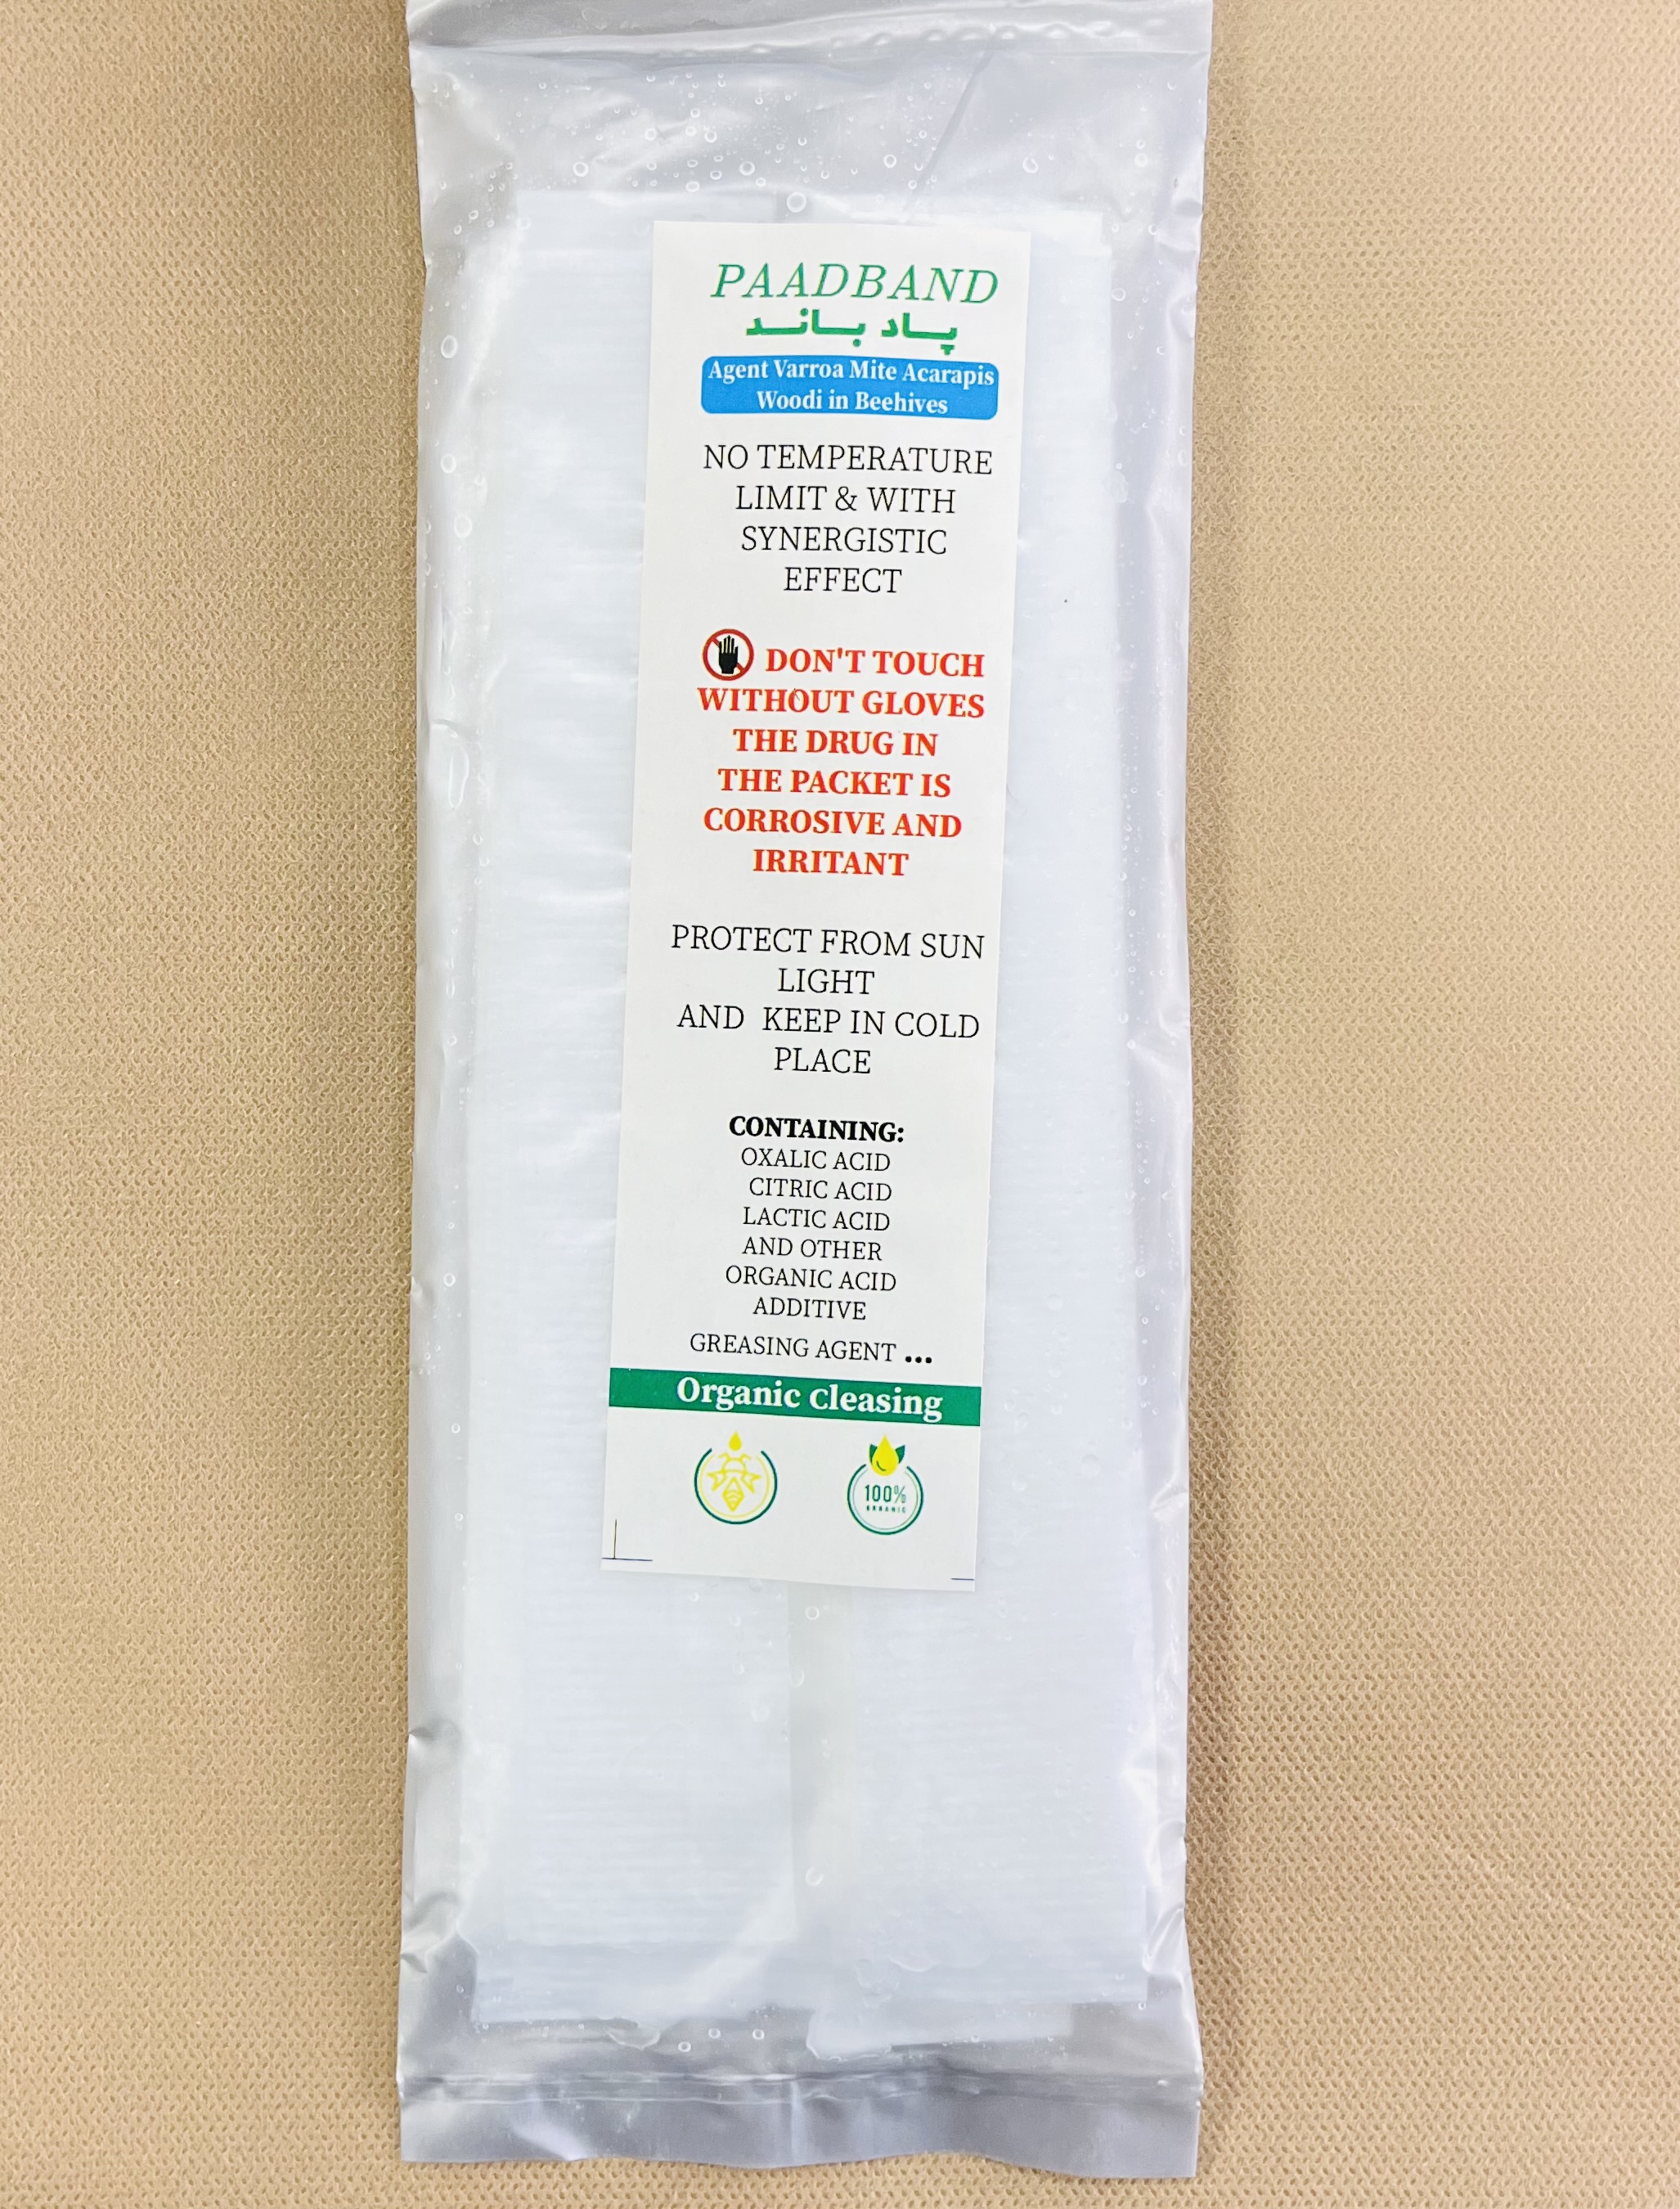 PAADBAND
پاد باند
Agent Varroa Mite Acarapis
Woodi in Beehives
NO TEMPERATURE
LIMIT & WITH
SYNERGISTIC
EFFECT
DON'T TOUCH
WITHOUT GLOVES
THE DRUG IN
THE PACKET IS
CORROSIVE AND
IRRITANT
PROTECT FROM SUN
LIGHT
AND KEEP IN COLD
PLACE
CONTAINING:
OXALIC ACID
CITRIC ACID
LACTIC ACID
AND OTHER
ORGANIC ACID
ADDITIVE
GREASING AGENT ...
Organic Cleasing
100%
ORGANIC